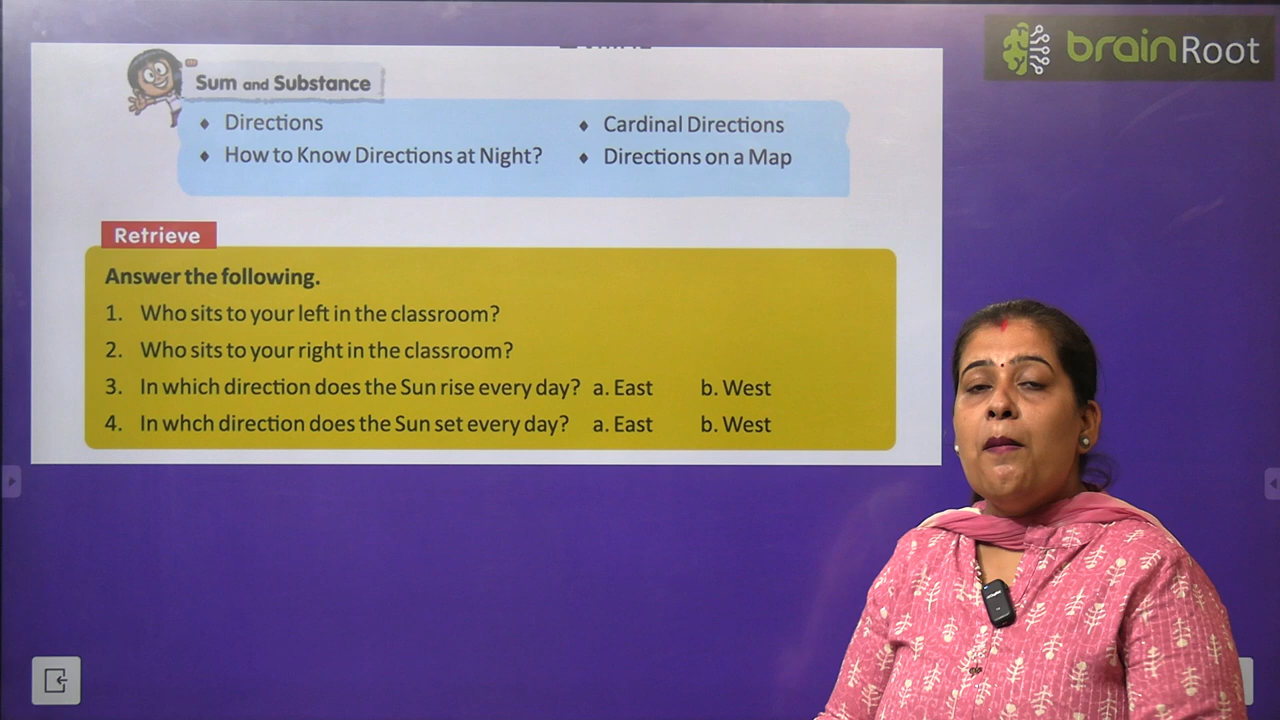 brainRoot
Sum and Substance
♦ Directions
♦ Cardinal Directions
♦ How to Know Directions at Night?
♦ Directions on a Map
Retrieve
Answer the following.
1. Who sits to your left in the classroom?
2. Who sits to your right in the classroom?
3. In which direction does the Sun rise every day? a. East b. West
4. In whch direction does the Sun set every day? a. East b. West